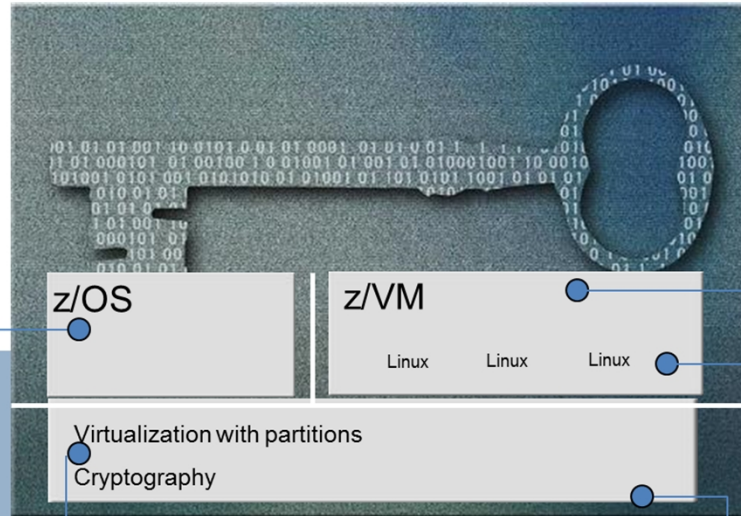 z/OS
z/VM
Linux Linux Linux
Virtualization with partitions
Cryptography